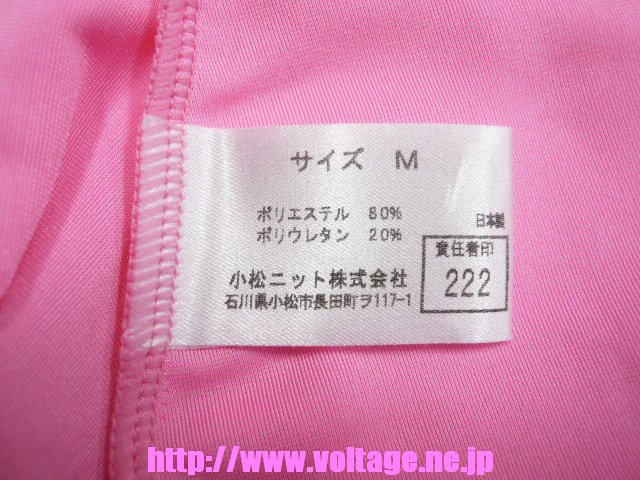 サイズ M
ポリエステル 80%
日本製
ポリウレタン 20%
責任者印
222
小松ニット株式会社
石川県小松市長田町ヲ117-1
http://www.voltage.ne.jp